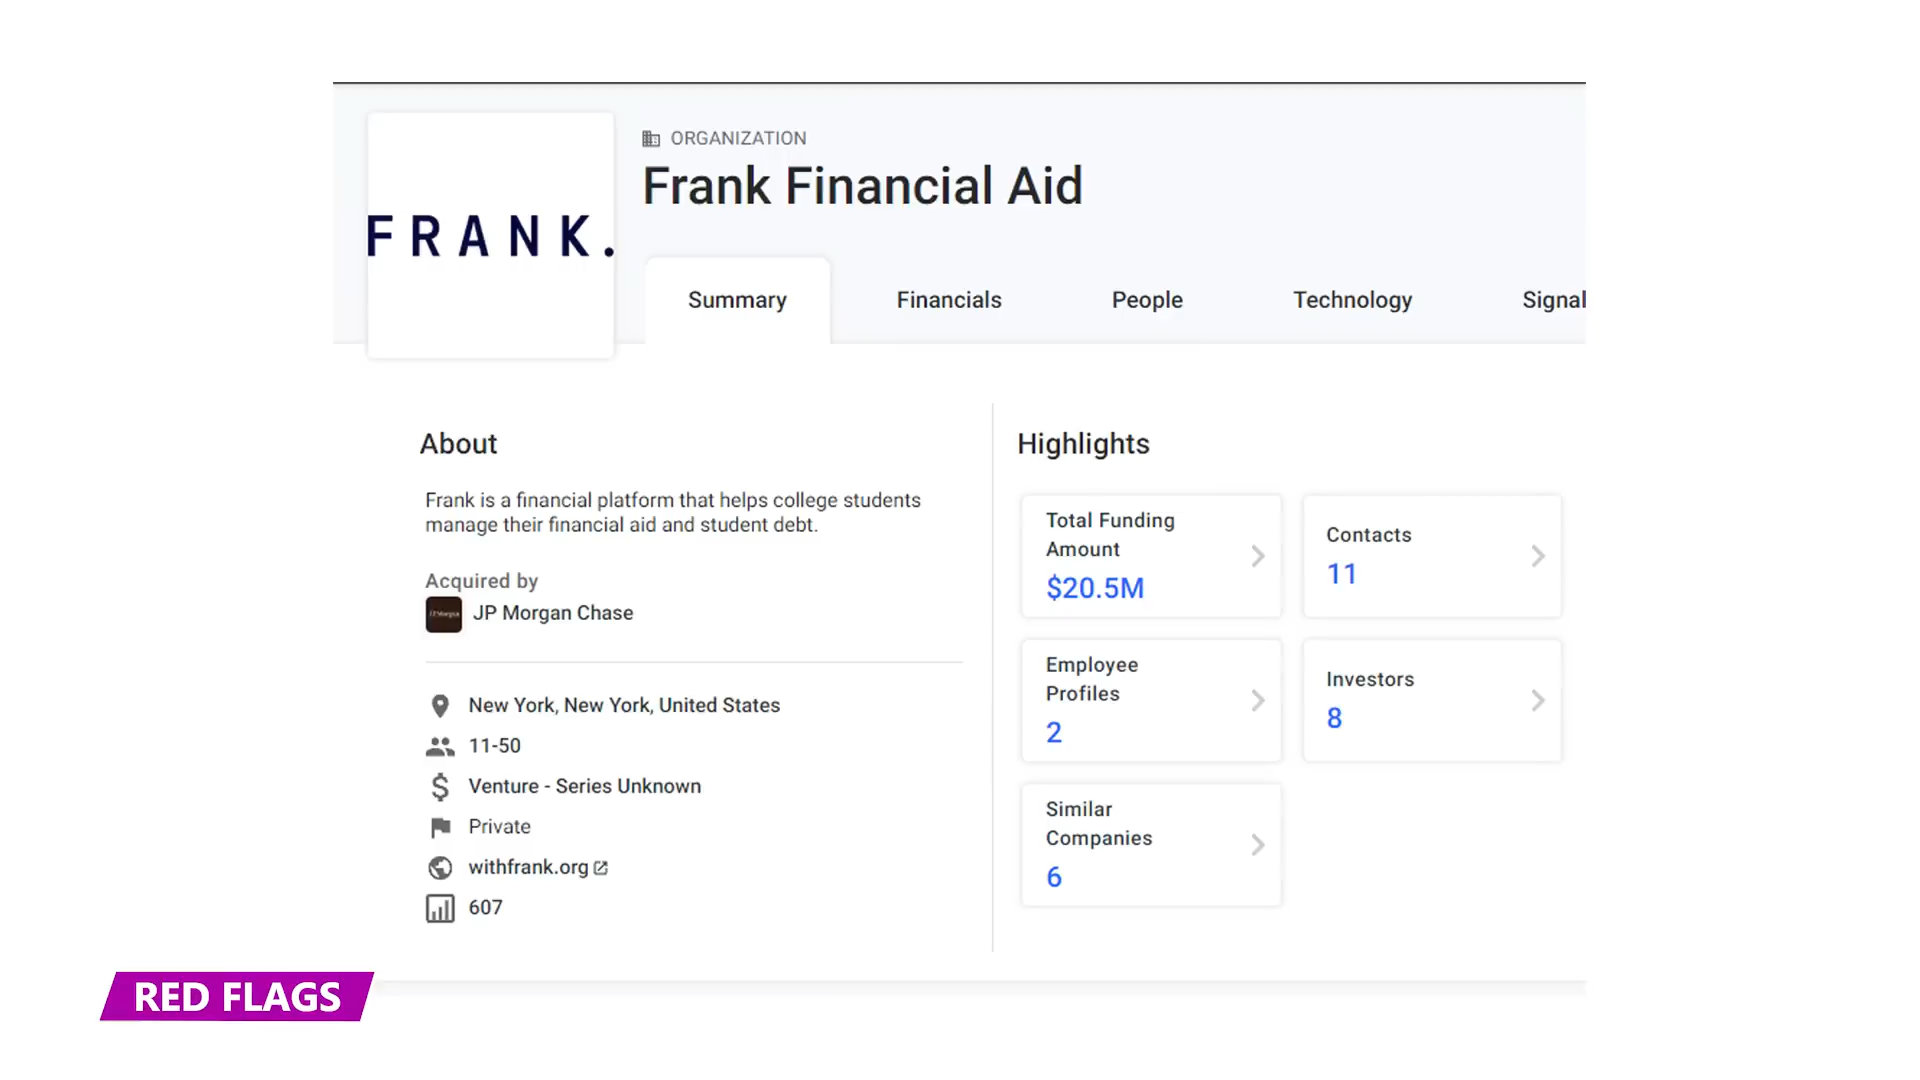 FRANK.
ORGANIZATION
Frank Financial Aid
Summary
Financials
People
Technology
Signal
About
Frank is a financial platform that helps college students
manage their financial aid and student debt.
Acquired by
J.P.Morgan
JP Morgan Chase
New York, New York, United States
11-50
Venture - Series Unknown
Private
withfrank.org
607
Highlights
Total Funding
Amount
$20.5M
Contacts
11
Employee
Profiles
2
Investors
8
Similar
Companies
6
RED FLAGS